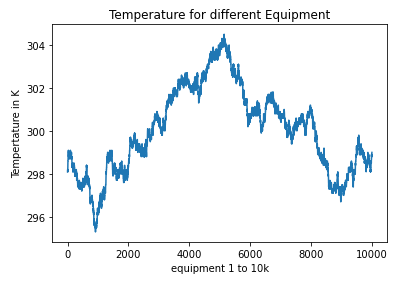 Temperature for different Equipment
304
302
300
298
296
Tempertature in K
0 2000 4000 6000 8000 10000
equipment 1 to 10k